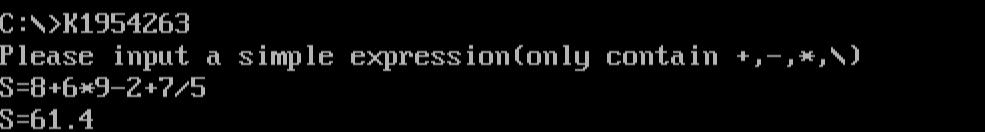 C:\>K1954263
Please input a simple expression(only contain +,-,*,\)
S=8+6*9-2+7/5
S=61.4